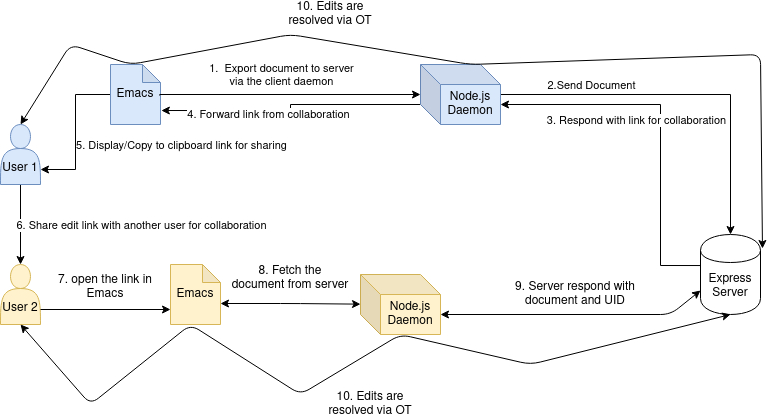 10. Edits are
resolved via OT
1. Export document to server
via the client daemon
Emacs
Node.js
Daemon
2.Send Document
4. Forward link from collaboration
3. Respond with link for collaboration
5. Display/Copy to clipboard link for sharing
User 1
6. Share edit link with another user for collaboration
7. open the link in
Emacs
8. Fetch the
document from server
Express
Server
9. Server respond with
document and UID
User 2
Emacs
Node.js
Daemon
10. Edits are
resolved via OT